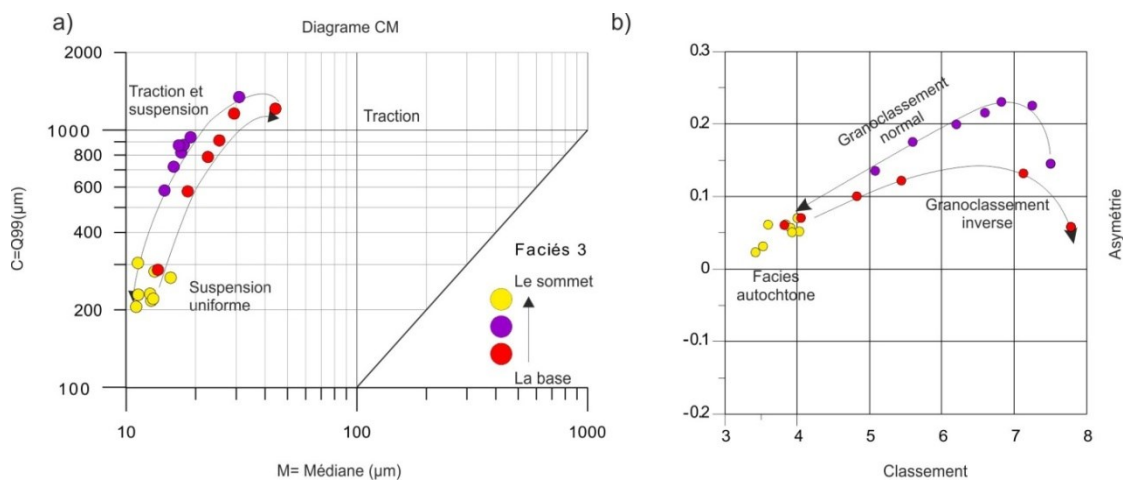 a)
Diagrame CM
C=Q99(µm)
2000
1000
800
600
400
200
100
Traction et
suspension
Traction
Suspension
uniforme
Faciés 3
Le sommet
La base
10
100
1000
M= Médiane (µm)
b)
0.3
0.2
0.1
0
-0.1
-0.2
Granoclassement
normal
Granoclassement
inverse
Facies
autochtone
3
4
5
6
7
8
Classement
Asymétrie